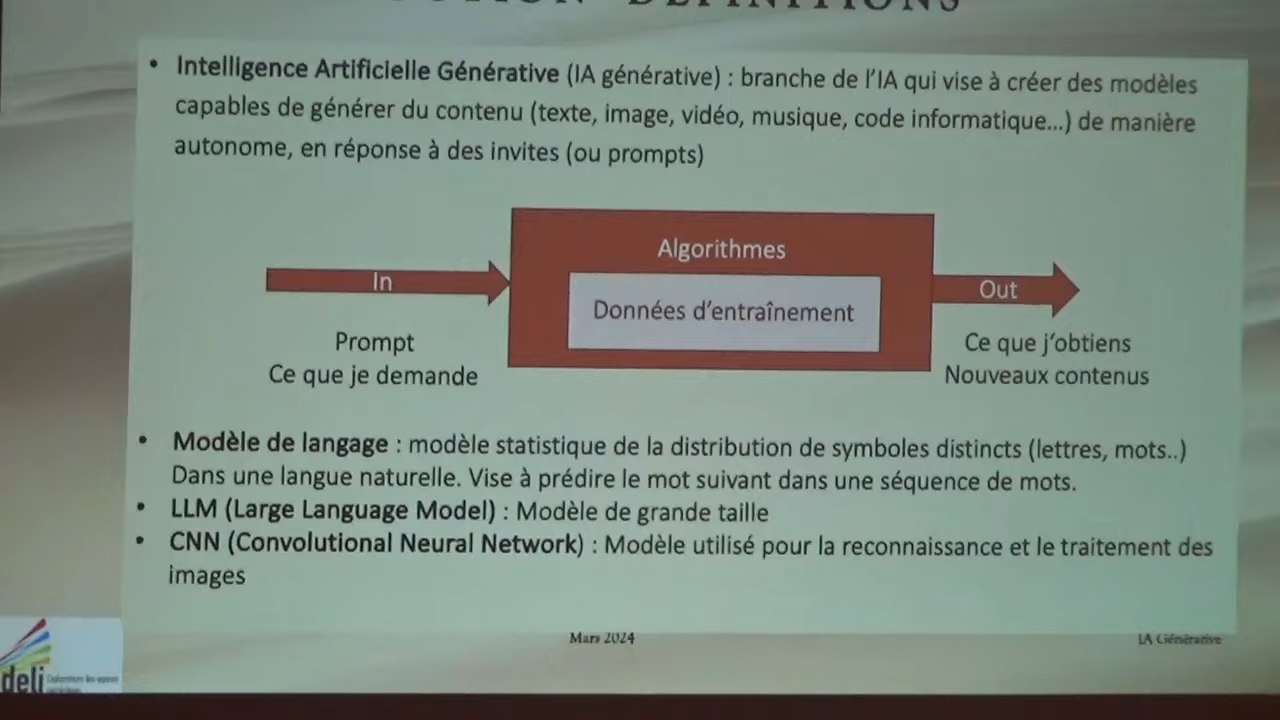 DÉFINITIONS
• Intelligence Artificielle Générative (IA générative) : branche de l'IA qui vise à créer des modèles
capables de générer du contenu (texte, image, vidéo, musique, code informatique...) de manière
autonome, en réponse à des invites (ou prompts)
Algorithmes
In
Données d'entraînement
Out
Prompt
Ce que je demande
Ce que j'obtiens
Nouveaux contenus
• Modèle de langage : modèle statistique de la distribution de symboles distincts (lettres, mots..)
Dans une langue naturelle. Vise à prédire le mot suivant dans une séquence de mots.
• LLM (Large Language Model) : Modèle de grande taille
• CNN (Convolutional Neural Network) : Modèle utilisé pour la reconnaissance et le traitement des
images
Mars 2024
IA Générative
deli